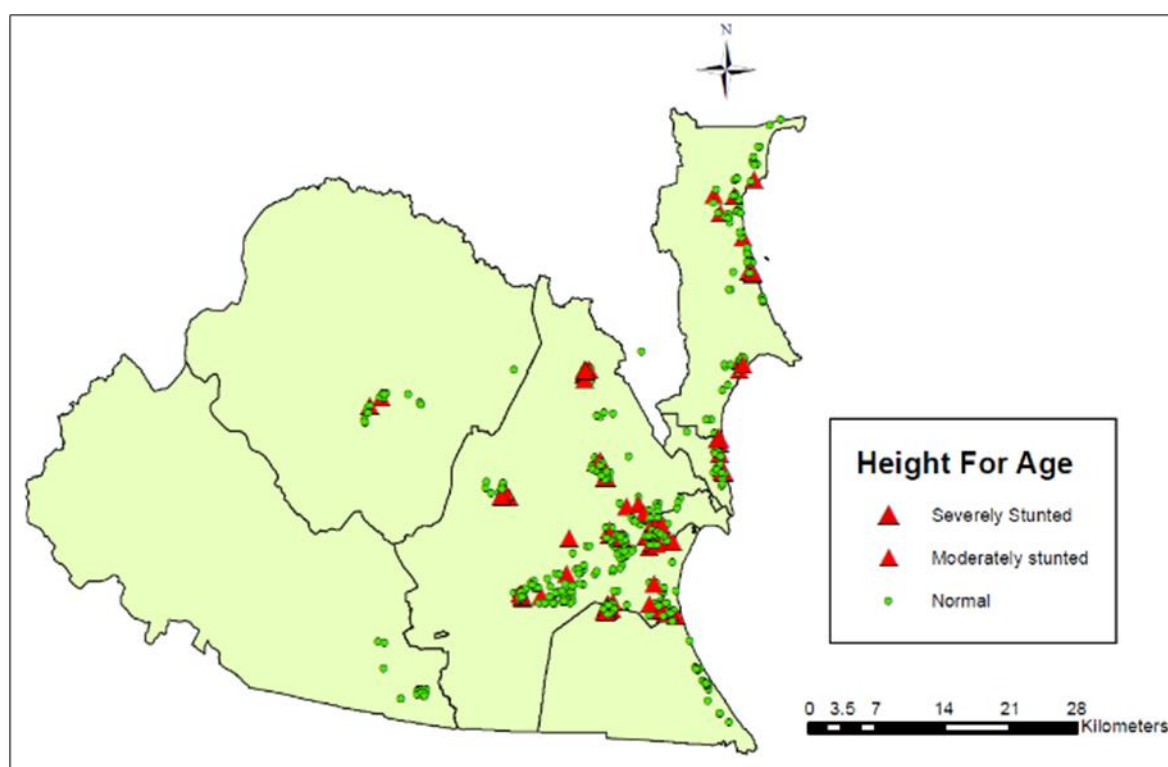 N
Height For Age
Severely Stunted
Moderately stunted
Normal
0 3.5 7 14 21 28
Kilometers